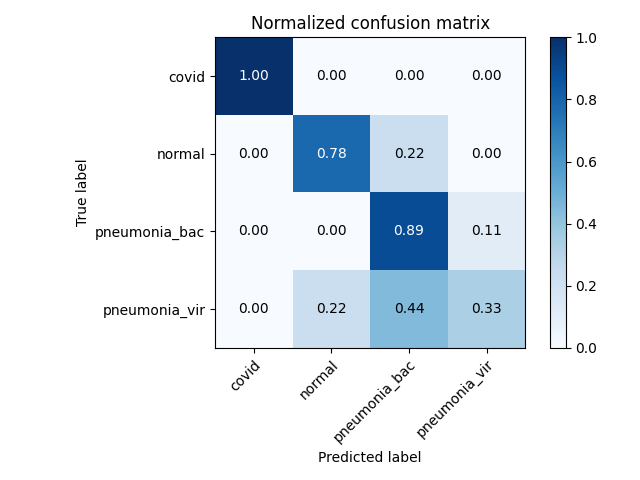 Normalized confusion matrix
covid 1.00 0.00 0.00 0.00
normal 0.00 0.78 0.22 0.00
pneumonia_bac 0.00 0.00 0.89 0.11
pneumonia_vir 0.00 0.22 0.44 0.33
True label
covid normal pneumonia_bac pneumonia_vir
Predicted label
1.0
0.8
0.6
0.4
0.2
0.0